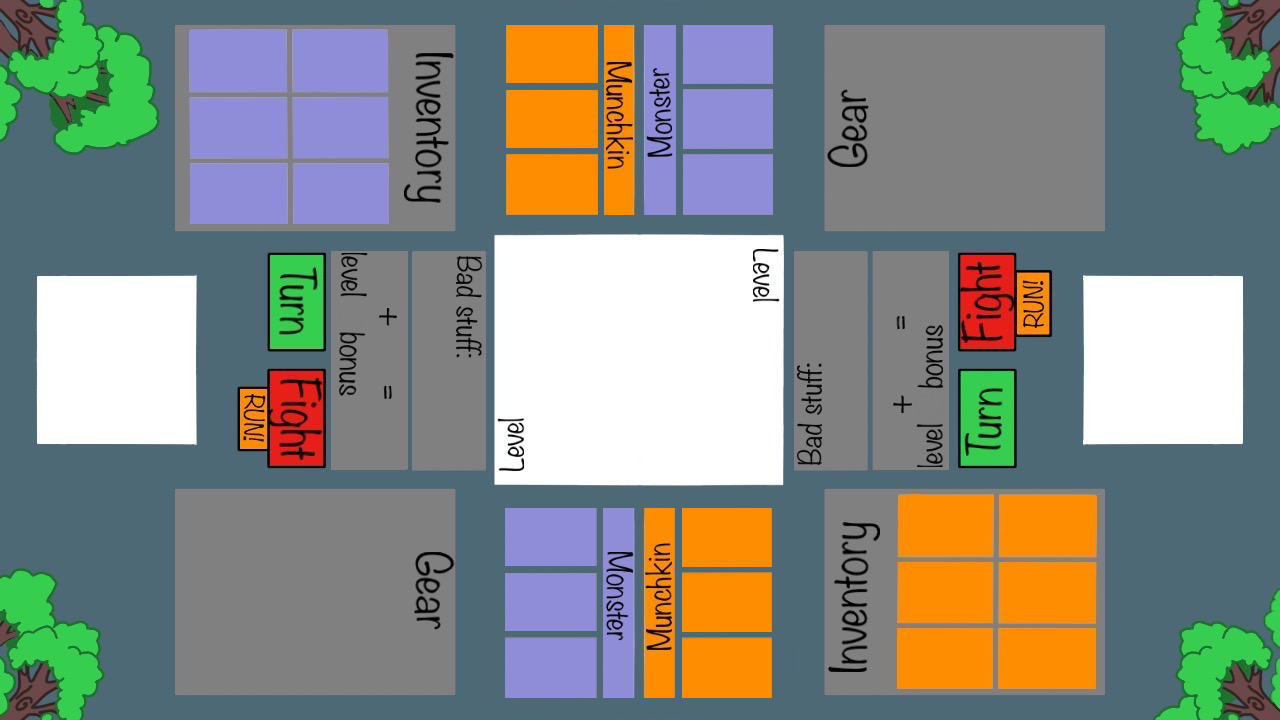 Inventory
Munchkin
Monster
Gear
Turn
Fight
RUN!
level + bonus =
Bad stuff:
Level
Level
Bad stuff:
level + bonus =
Fight
RUN!
Turn
Gear
Monster
Munchkin
Inventory